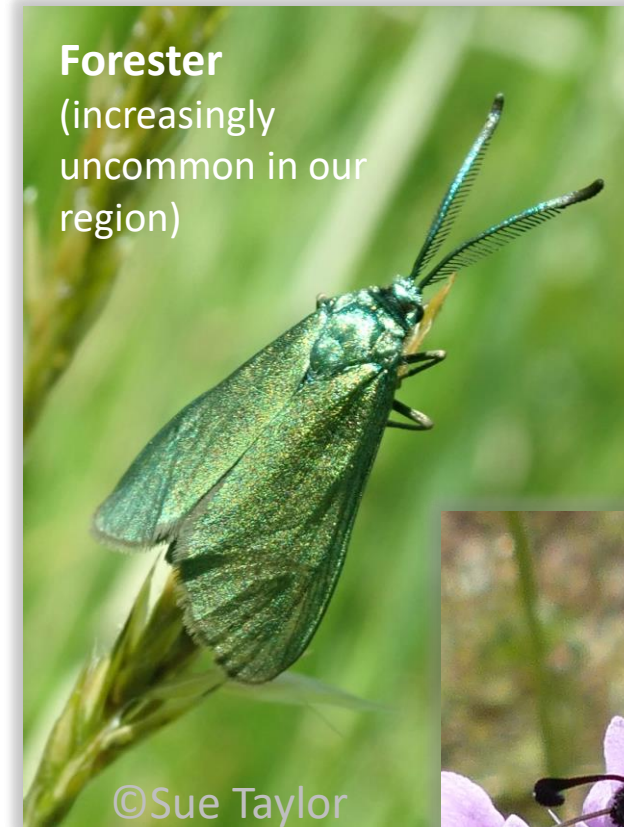 Forester
(increasingly
uncommon in our
region)
©Sue Taylor